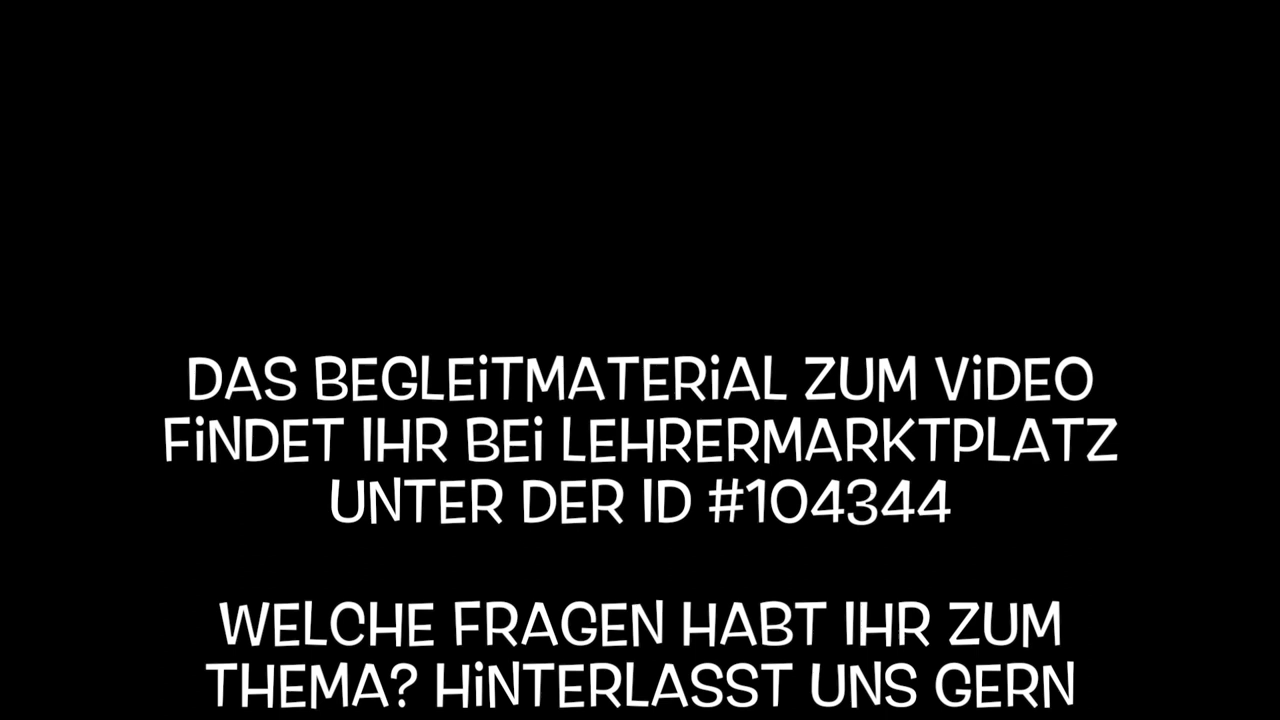 DAS BEGLEiTMATERiAL ZUM ViDEO
FiNDET IHR BEi LEHRERMARKTPLATZ
UNTER DER ID #104344
WELCHE FRAGEN HABT IHR ZUM
THEMA? HiNTERLASST UNS GERN